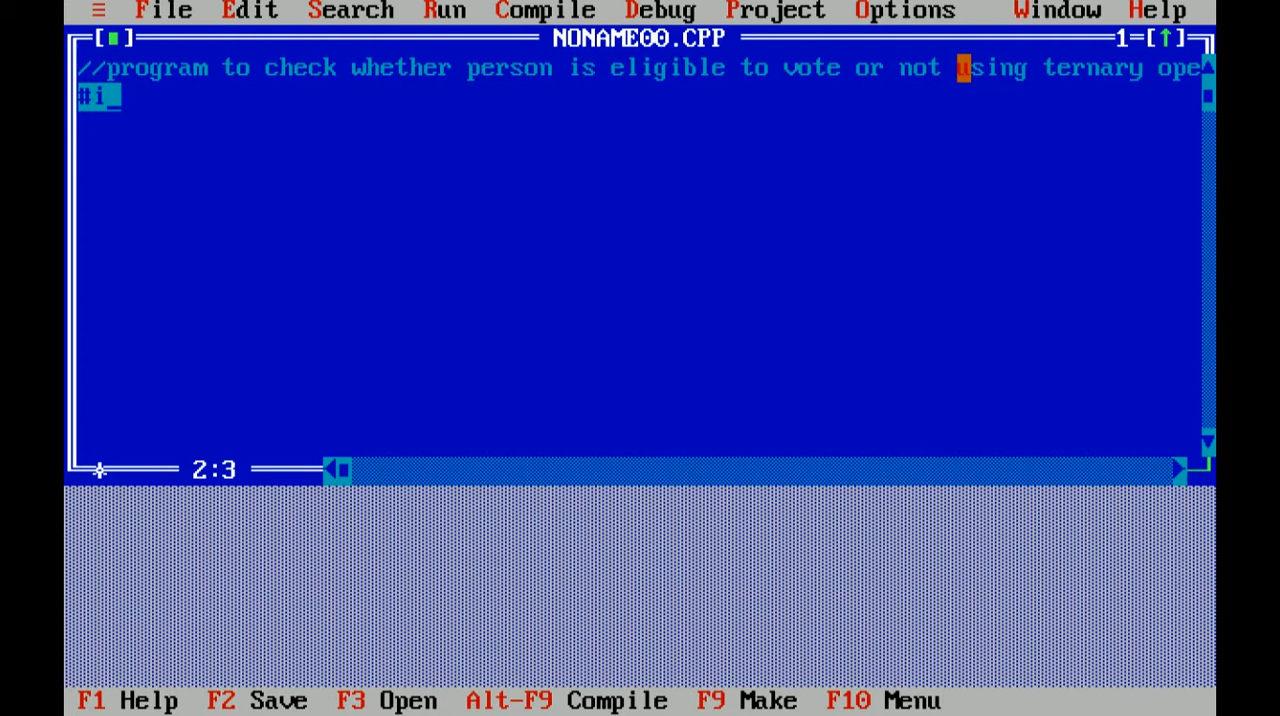 ≡ File Edit Search Run Compile Debug Project Options Window Help
[■] NONAME00.CPP 1=[↑]
//program to check whether person is eligible to vote or not using ternary ope
#i_
2:3
F1 Help F2 Save F3 Open Alt-F9 Compile F9 Make F10 Menu